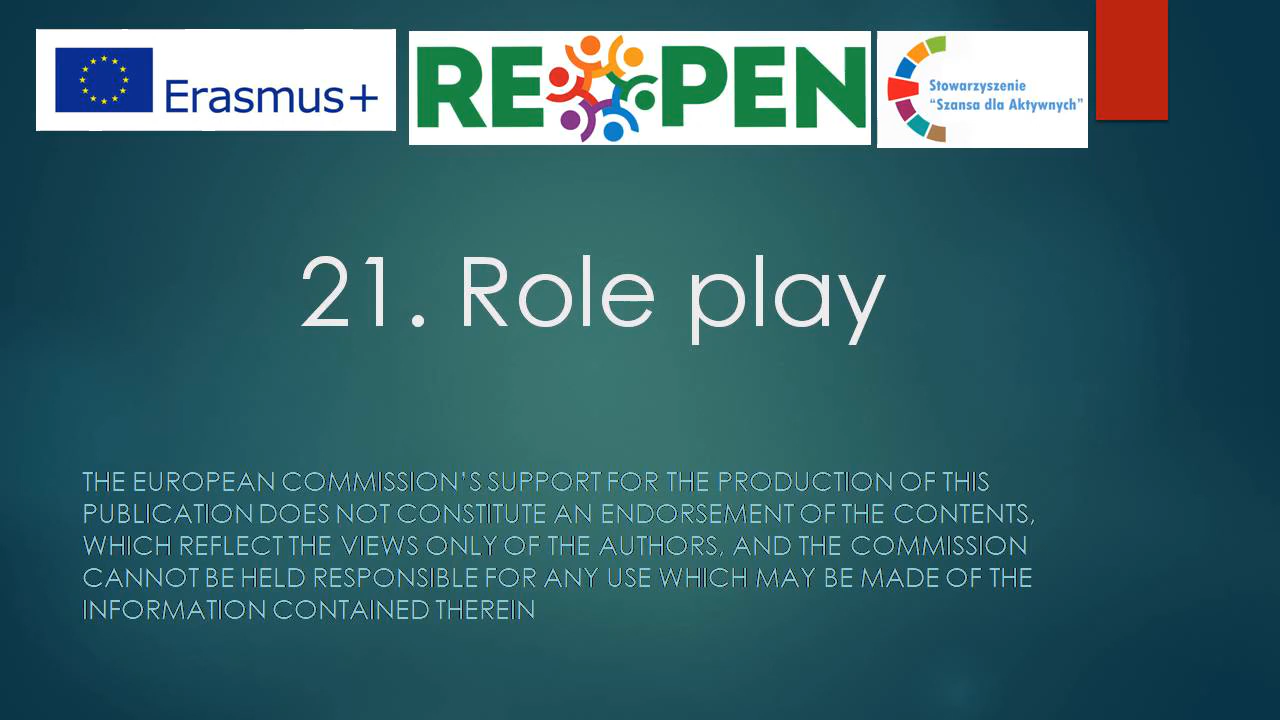 Erasmus+
REOPEN
Stowarzyszenie
“Szansa dla Aktywnych”
21. Role play
THE EUROPEAN COMMISSION’S SUPPORT FOR THE PRODUCTION OF THIS
PUBLICATION DOES NOT CONSTITUTE AN ENDORSEMENT OF THE CONTENTS,
WHICH REFLECT THE VIEWS ONLY OF THE AUTHORS, AND THE COMMISSION
CANNOT BE HELD RESPONSIBLE FOR ANY USE WHICH MAY BE MADE OF THE
INFORMATION CONTAINED THEREIN